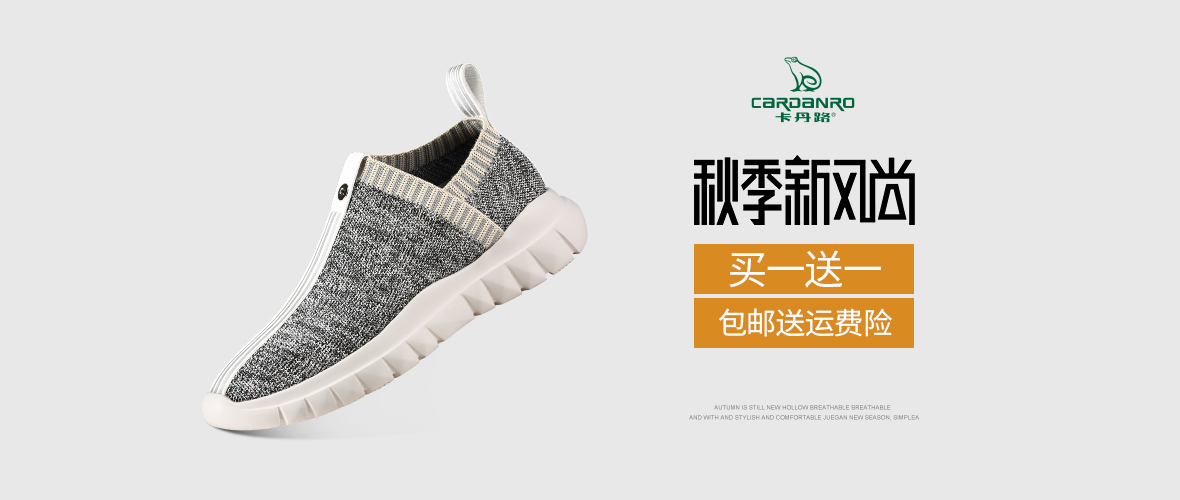 CARDANRO
卡丹路®
秋季新风尚
买一送一
包邮送运费险
AUTUMN IS STILL NEW HOLLOW BREATHABLE BREATHABLE
AND WITH AND STYLISH AND COMFORTABLE JUEGAN NEW SEASON, SIMPLEA